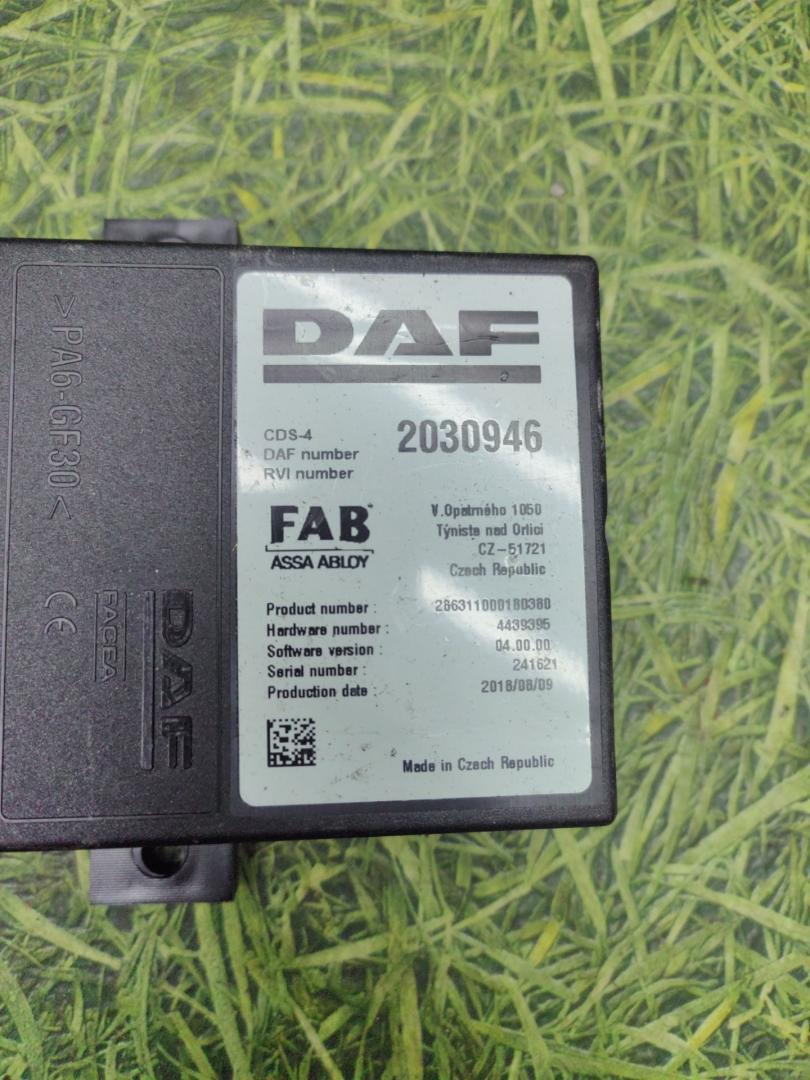 DAF
CDS-4
DAF number 2030946
RVI number
FAB
ASSA ABLOY
V.Opatrného 1050
Týniste nad Orlicí
CZ-51721
Czech Republic
Product number : 286311000180380
Hardware number : 4439395
Software version : 04.00.00
Serial number : 241621
Production date : 2018/08/09
Made in Czech Republic
>PA6-GF30<
DAF
PACCAR
CE